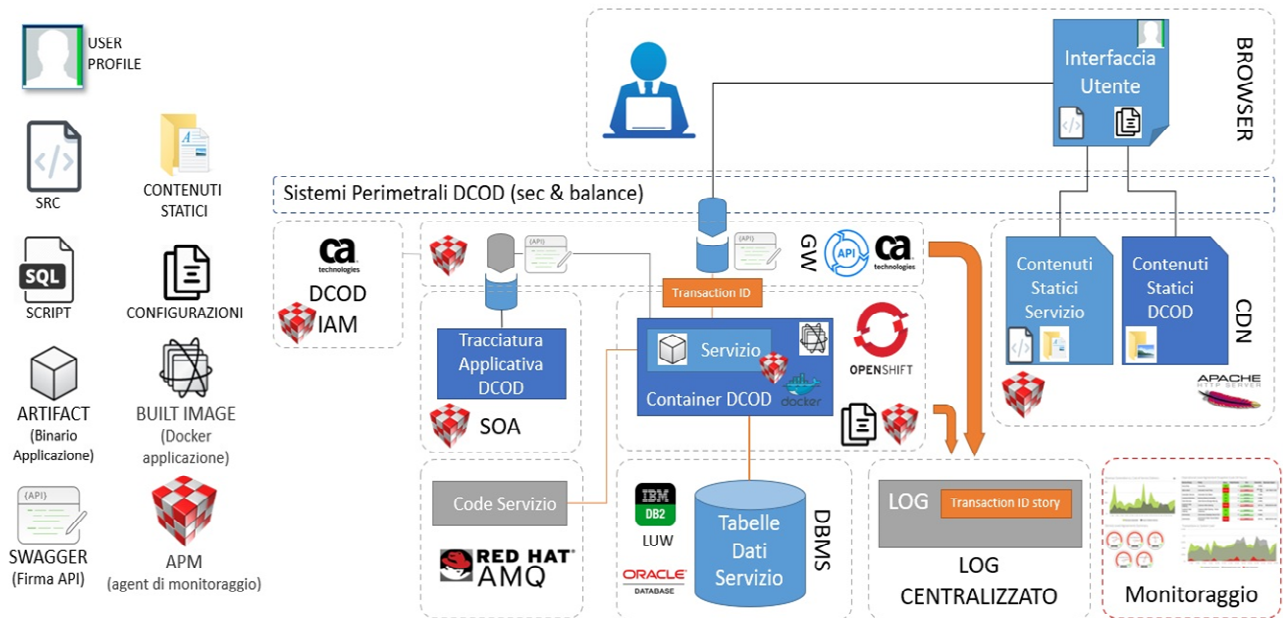 USER
PROFILE
SRC
CONTENUTI
STATICI
SQL
SCRIPT
CONFIGURAZIONI
ARTIFACT
(Binario
Applicazione)
BUILT IMAGE
(Docker
applicazione)
{API}
SWAGGER
(Firma API)
APM
(agent di monitoraggio)
Interfaccia
Utente
BROWSER
Sistemi Perimetrali DCOD (sec & balance)
ca
technologies
DCOD
IAM
{API}
{API}
GW
API
ca
technologies
Transaction ID
Tracciatura
Applicativa
DCOD
SOA
Servizio
Container DCOD
docker
OPENSHIFT
Contenuti
Statici
Servizio
Contenuti
Statici
DCOD
CDN
APACHE
HTTP SERVER
Code Servizio
RED HAT
AMQ
IBM
DB2
LUW
ORACLE
DATABASE
Tabelle
Dati
Servizio
DBMS
LOG
Transaction ID story
LOG
CENTRALIZZATO
Monitoraggio